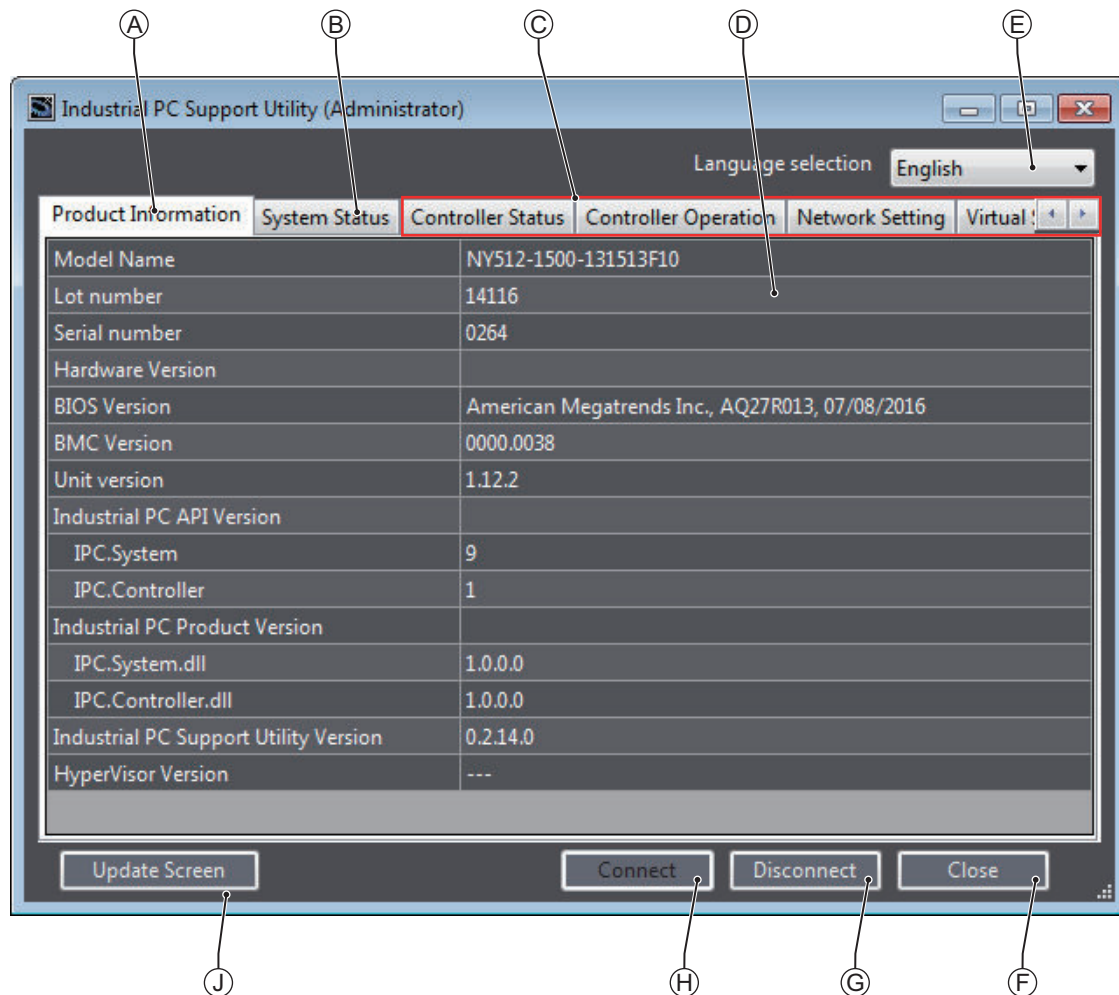 A B C D E
Industrial PC Support Utility (Administrator)
Language selection English
Product Information System Status Controller Status Controller Operation Network Setting Virtual
Model Name NY512-1500-131513F10
Lot number 14116
Serial number 0264
Hardware Version
BIOS Version American Megatrends Inc., AQ27R013, 07/08/2016
BMC Version 0000.0038
Unit version 1.12.2
Industrial PC API Version
IPC.System 9
IPC.Controller 1
Industrial PC Product Version
IPC.System.dll 1.0.0.0
IPC.Controller.dll 1.0.0.0
Industrial PC Support Utility Version 0.2.14.0
HyperVisor Version ---
Update Screen Connect Disconnect Close
J H G F